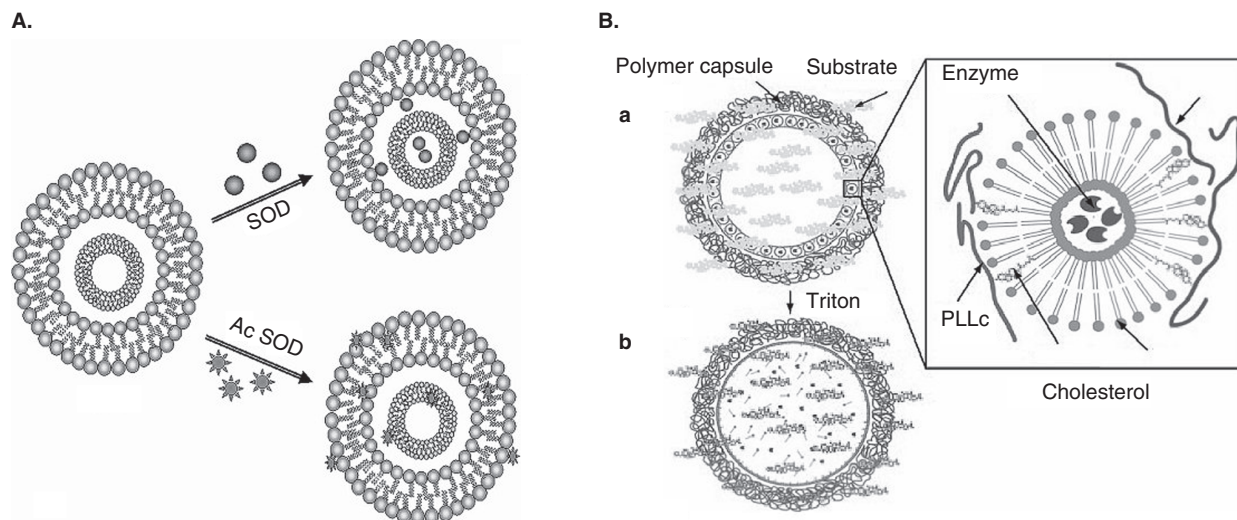 A.
SOD
Ac SOD
B.
Polymer capsule
Substrate
a
Triton
b
Enzyme
PLLc
Cholesterol